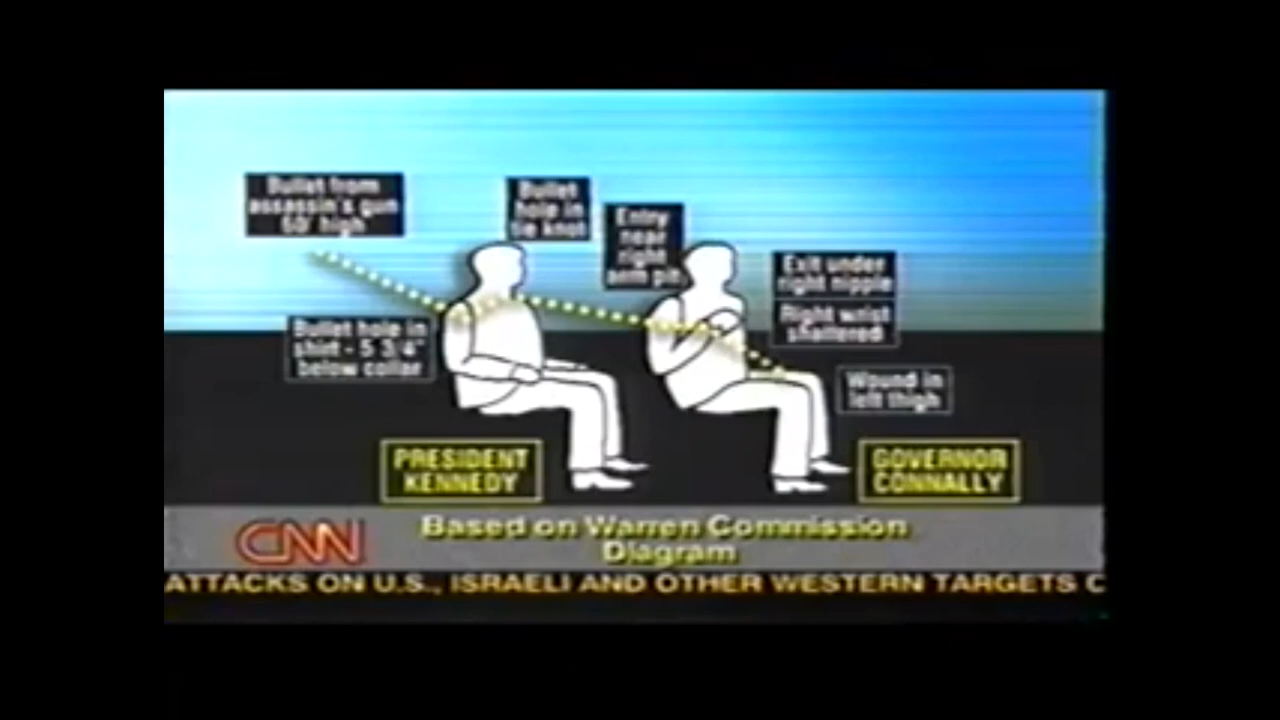 Bullet from
assassin's gun
60' high
Bullet
hole in
tie knot
Entry
near
right
arm pit
Exit under
right nipple
Right wrist
shattered
Bullet hole in
shirt - 5 3/4"
below collar
Wound in
left thigh
PRESIDENT
KENNEDY
GOVERNOR
CONNALLY
CNN
Based on Warren Commission
Diagram
ATTACKS ON U.S., ISRAELI AND OTHER WESTERN TARGETS C